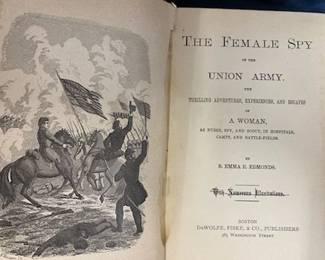 THE FEMALE SPY
OF THE
UNION ARMY.
THE
THRILLING ADVENTURES, EXPERIENCES, AND ESCAPES
OF
A WOMAN,
AS NURSE, SPY, AND SCOUT, IN HOSPITALS,
CAMPS, AND BATTLE-FIELDS.
BY
S. EMMA E. EDMONDS.
With Numerous Illustrations.
BOSTON
DEWOLFE, FISKE, & CO., PUBLISHERS
365 WASHINGTON STREET